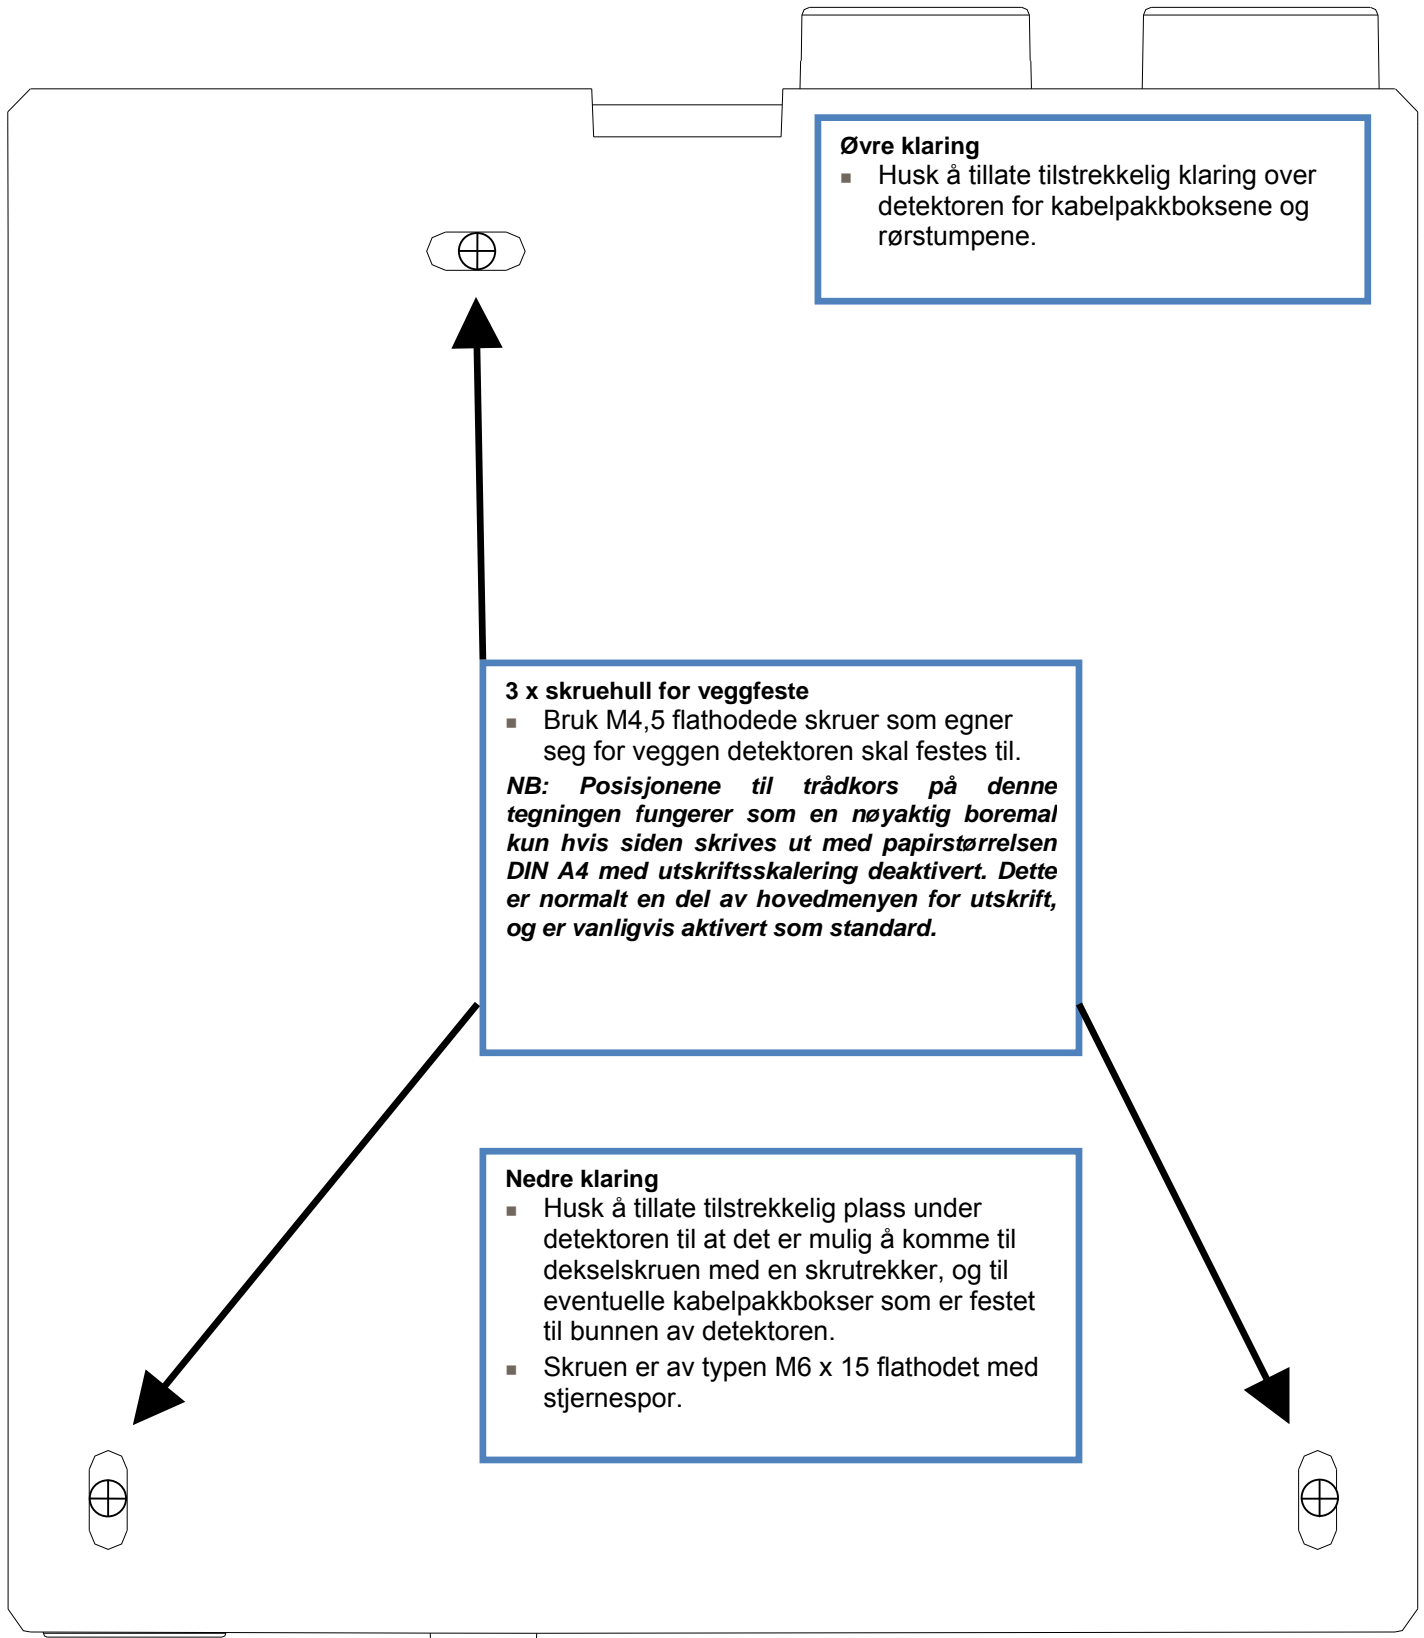 Øvre klaring
▪ Husk å tillate tilstrekkelig klaring over
detektoren for kabelpakkboksene og
rørstumpene.
3 x skruehull for veggfeste
▪ Bruk M4,5 flathodede skruer som egner
seg for veggen detektoren skal festes til.
NB: Posisjonene til trådkors på denne
tegningen fungerer som en nøyaktig boremal
kun hvis siden skrives ut med papirstørrelsen
DIN A4 med utskriftsskalering deaktivert. Dette
er normalt en del av hovedmenyen for utskrift,
og er vanligvis aktivert som standard.
Nedre klaring
▪ Husk å tillate tilstrekkelig plass under
detektoren til at det er mulig å komme til
dekselskruen med en skrutrekker, og til
eventuelle kabelpakkbokser som er festet
til bunnen av detektoren.
▪ Skruen er av typen M6 x 15 flathodet med
stjernespor.